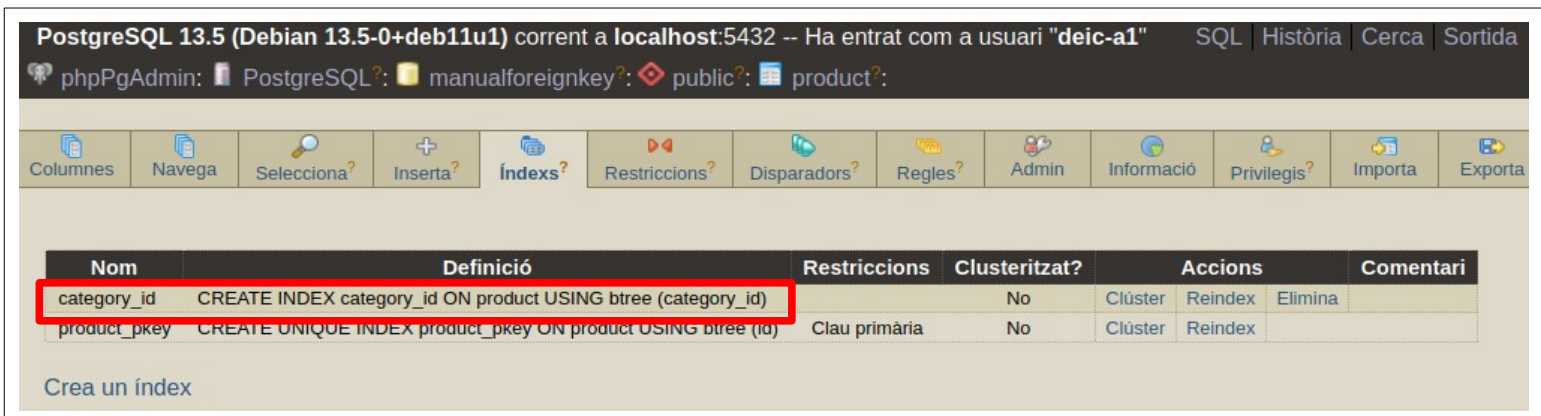 PostgreSQL 13.5 (Debian 13.5-0+deb11u1) corrent a localhost:5432 -- Ha entrat com a usuari "deic-a1" SQL Història Cerca Sortida
phpPgAdmin: PostgreSQL?: manualforeignkey?: public?: product?:
Columnes Navega Selecciona? Inserta? Índexs? Restriccions? Disparadors? Regles? Admin Informació Privilegis? Importa Exporta
Nom Definició Restriccions Clusteritzat? Accions Comentari
category_id CREATE INDEX category_id ON product USING btree (category_id) No Clúster Reindex Elimina
product_pkey CREATE UNIQUE INDEX product_pkey ON product USING btree (id) Clau primària No Clúster Reindex
Crea un índex